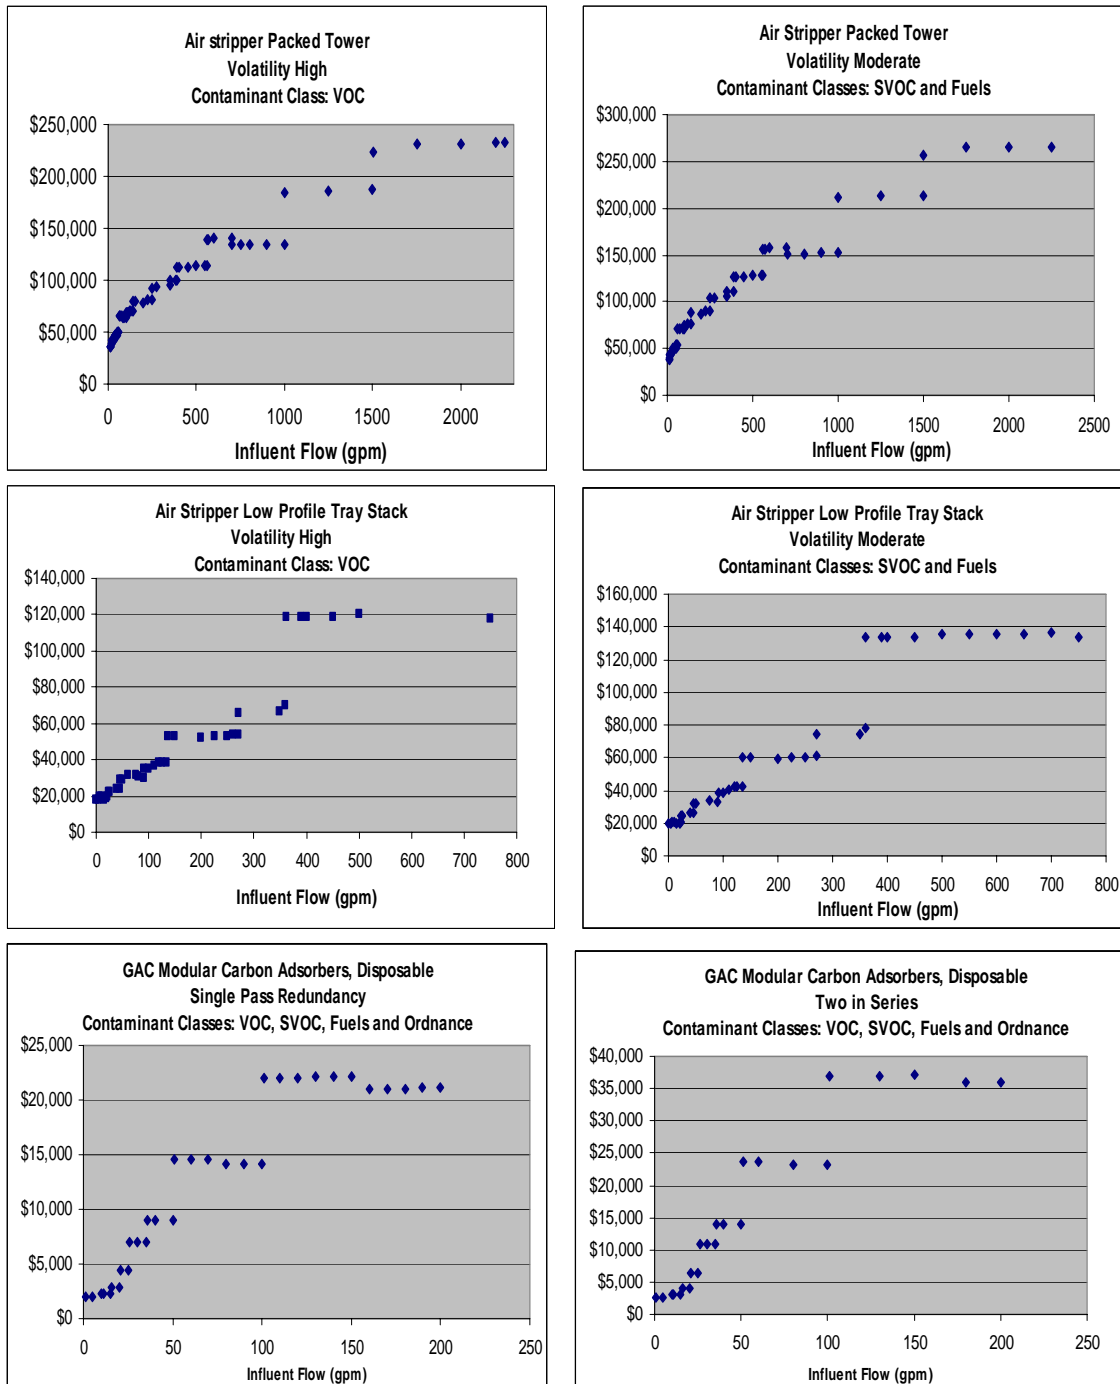 Air stripper Packed Tower
Volatility High
Contaminant Class: VOC
$250,000
$200,000
$150,000
$100,000
$50,000
$0
0 500 1000 1500 2000
Influent Flow (gpm)
Air Stripper Packed Tower
Volatility Moderate
Contaminant Classes: SVOC and Fuels
$300,000
$250,000
$200,000
$150,000
$100,000
$50,000
$0
0 500 1000 1500 2000 2500
Influent Flow (gpm)
Air Stripper Low Profile Tray Stack
Volatility High
Contaminant Class: VOC
$140,000
$120,000
$100,000
$80,000
$60,000
$40,000
$20,000
$0
0 100 200 300 400 500 600 700 800
Influent Flow (gpm)
Air Stripper Low Profile Tray Stack
Volatility Moderate
Contaminant Classes: SVOC and Fuels
$160,000
$140,000
$120,000
$100,000
$80,000
$60,000
$40,000
$20,000
$0
0 100 200 300 400 500 600 700 800
Influent Flow (gpm)
GAC Modular Carbon Adsorbers, Disposable
Single Pass Redundancy
Contaminant Classes: VOC, SVOC, Fuels and Ordnance
$25,000
$20,000
$15,000
$10,000
$5,000
$0
0 50 100 150 200 250
Influent Flow (gpm)
GAC Modular Carbon Adsorbers, Disposable
Two in Series
Contaminant Classes: VOC, SVOC, Fuels and Ordnance
$40,000
$35,000
$30,000
$25,000
$20,000
$15,000
$10,000
$5,000
$0
0 50 100 150 200 250
Influent Flow (gpm)